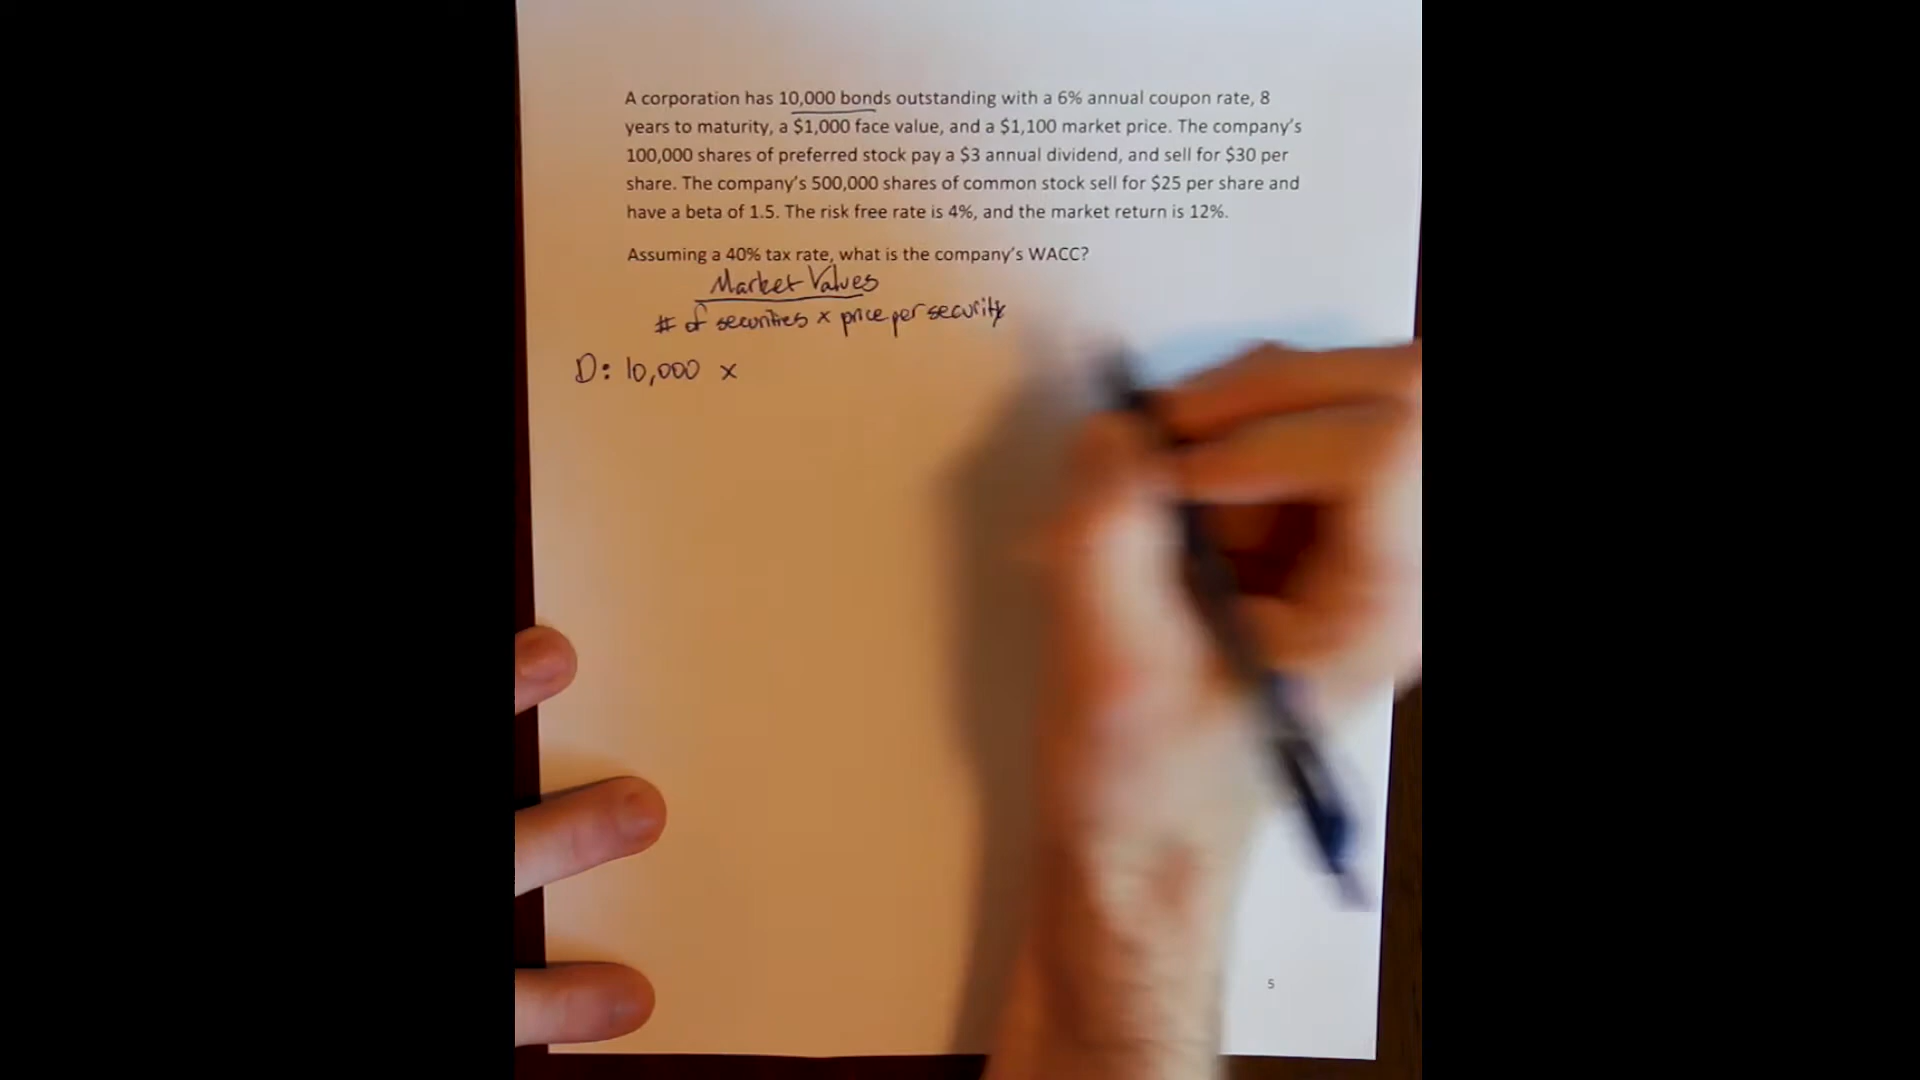 A corporation has 10,000 bonds outstanding with a 6% annual coupon rate, 8
years to maturity, a $1,000 face value, and a $1,100 market price. The company's
100,000 shares of preferred stock pay a $3 annual dividend, and sell for $30 per
share. The company's 500,000 shares of common stock sell for $25 per share and
have a beta of 1.5. The risk free rate is 4%, and the market return is 12%.
Assuming a 40% tax rate, what is the company's WACC?
Market Values
# of securities x price per security
D: 10,000 x
5